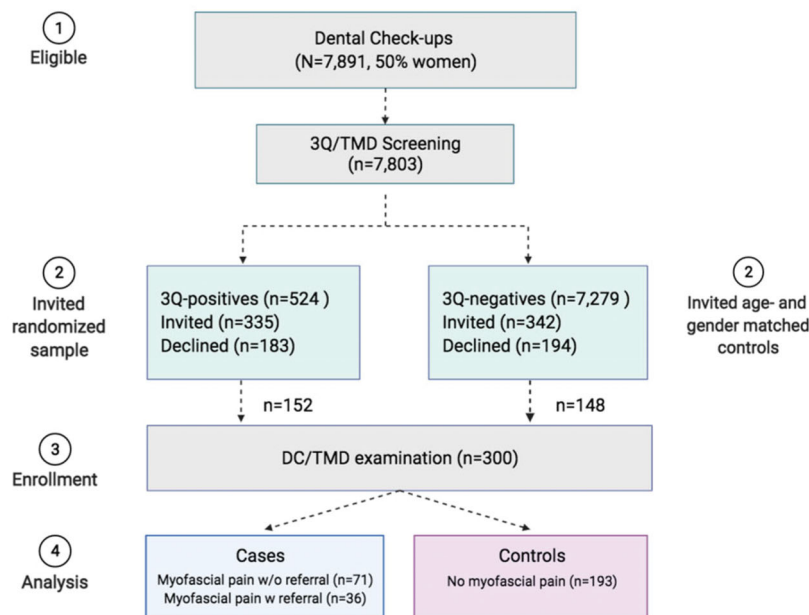 1
Eligible
Dental Check-ups
(N=7,891, 50% women)
3Q/TMD Screening
(n=7,803)
2
Invited
randomized
sample
3Q-positives (n=524 )
Invited (n=335)
Declined (n=183)
3Q-negatives (n=7,279 )
Invited (n=342)
Declined (n=194)
2
Invited age- and
gender matched
controls
n=152
n=148
3
Enrollment
DC/TMD examination (n=300)
4
Analysis
Cases
Myofascial pain w/o referral (n=71)
Myofascial pain w referral (n=36)
Controls
No myofascial pain (n=193)